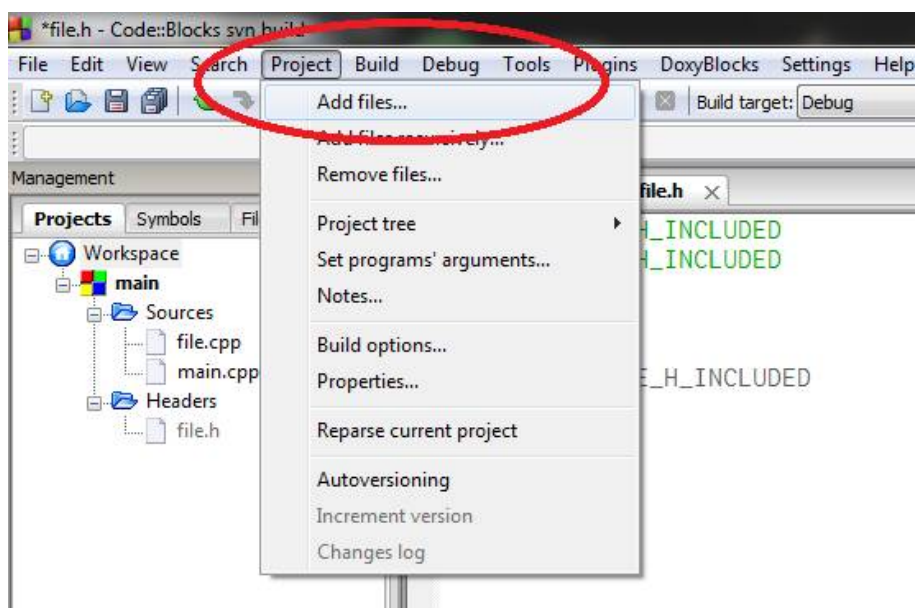 *file.h - Code::Blocks svn build
File Edit View Search Project Build Debug Tools Plugins DoxyBlocks Settings Help
Add files...
Build target: Debug
Add files recursively...
Management
Remove files...
file.h
Projects Symbols
Project tree
H_INCLUDED
Workspace
Set programs' arguments...
H_INCLUDED
main
Notes...
Sources
file.cpp
Build options...
main.cpp
Properties...
E_H_INCLUDED
Headers
file.h
Reparse current project
Autoversioning
Increment version
Changes log